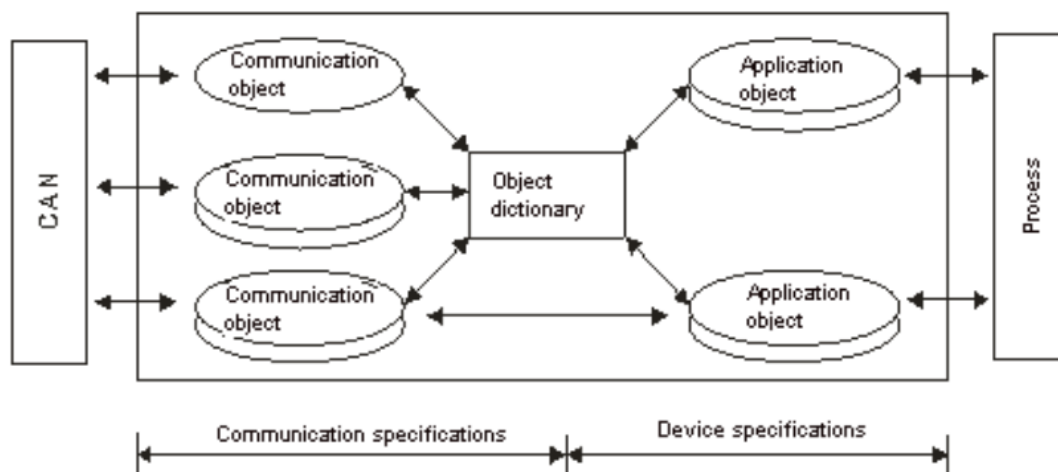 CAN
Communication
object
Communication
object
Communication
object
Object
dictionary
Application
object
Application
object
Process
Communication specifications
Device specifications